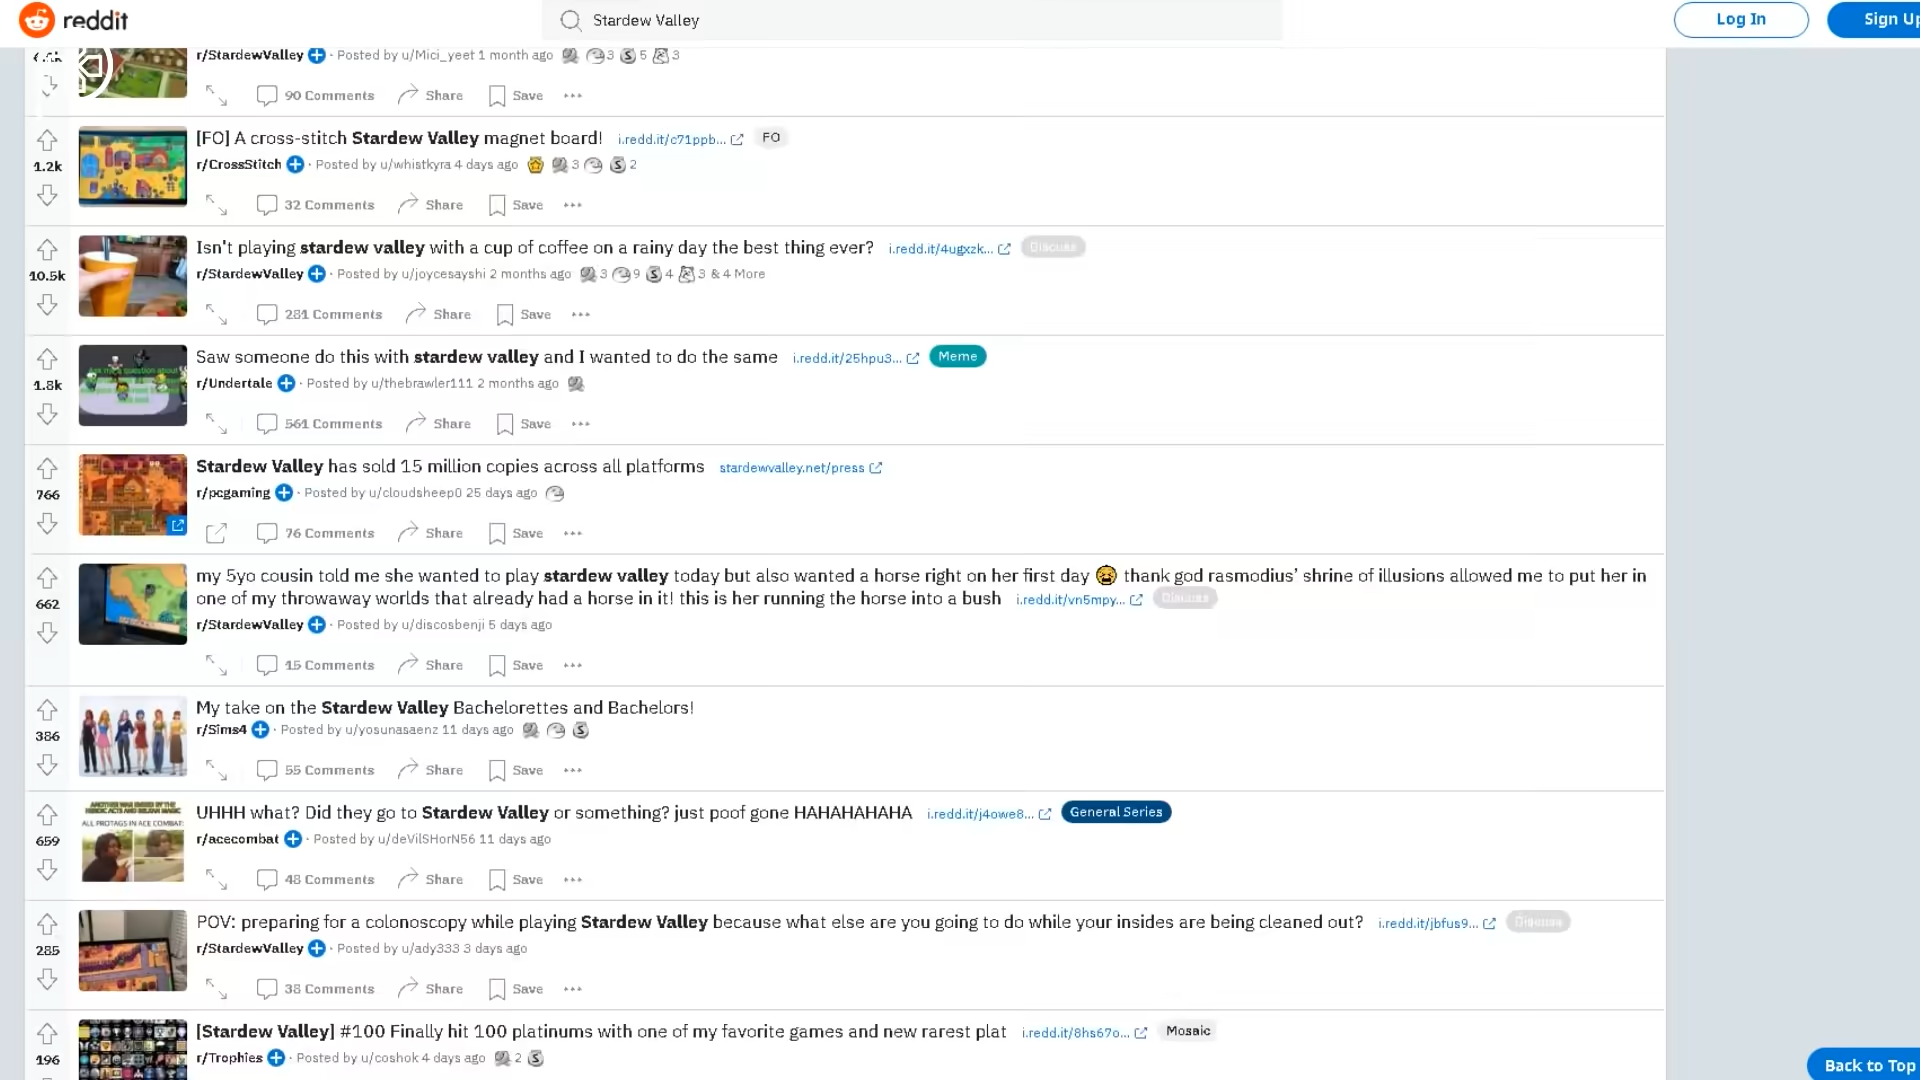 reddit
Stardew Valley
Log In
Sign Up
r/StardewValley · Posted by u/Mici_yeet 1 month ago 3 5 3
90 Comments Share Save
[FO] A cross-stitch Stardew Valley magnet board! i.redd.it/c71ppb... FO
1.2k
r/CrossStitch · Posted by u/whistkyra 4 days ago 3 2
32 Comments Share Save
Isn't playing stardew valley with a cup of coffee on a rainy day the best thing ever? i.redd.it/4ugxzk... Discuss
10.5k
r/StardewValley · Posted by u/joycesayshi 2 months ago 3 9 4 3 & 4 More
281 Comments Share Save
Saw someone do this with stardew valley and I wanted to do the same i.redd.it/25hpu3... Meme
1.8k
r/Undertale · Posted by u/thebrawler111 2 months ago
561 Comments Share Save
Stardew Valley has sold 15 million copies across all platforms stardewvalley.net/press
766
r/pcgaming · Posted by u/cloudsheep0 25 days ago
76 Comments Share Save
my 5yo cousin told me she wanted to play stardew valley today but also wanted a horse right on her first day 😫 thank god rasmodius’ shrine of illusions allowed me to put her in
one of my throwaway worlds that already had a horse in it! this is her running the horse into a bush i.redd.it/vn5mpy... Discuss
662
r/StardewValley · Posted by u/discosbenji 5 days ago
15 Comments Share Save
My take on the Stardew Valley Bachelorettes and Bachelors!
386
r/Sims4 · Posted by u/yosunasaenz 11 days ago
55 Comments Share Save
UHHH what? Did they go to Stardew Valley or something? just poof gone HAHAHAHAHA i.redd.it/j4owe8... General Series
ALL PROTAGS IN ACE COMBAT:
659
r/acecombat · Posted by u/deVilSHorN56 11 days ago
48 Comments Share Save
POV: preparing for a colonoscopy while playing Stardew Valley because what else are you going to do while your insides are being cleaned out? i.redd.it/jbfus9... Discuss
285
r/StardewValley · Posted by u/ady333 3 days ago
38 Comments Share Save
[Stardew Valley] #100 Finally hit 100 platinums with one of my favorite games and new rarest plat i.redd.it/8hs67o... Mosaic
196
r/Trophies · Posted by u/coshok 4 days ago 2
Back to Top